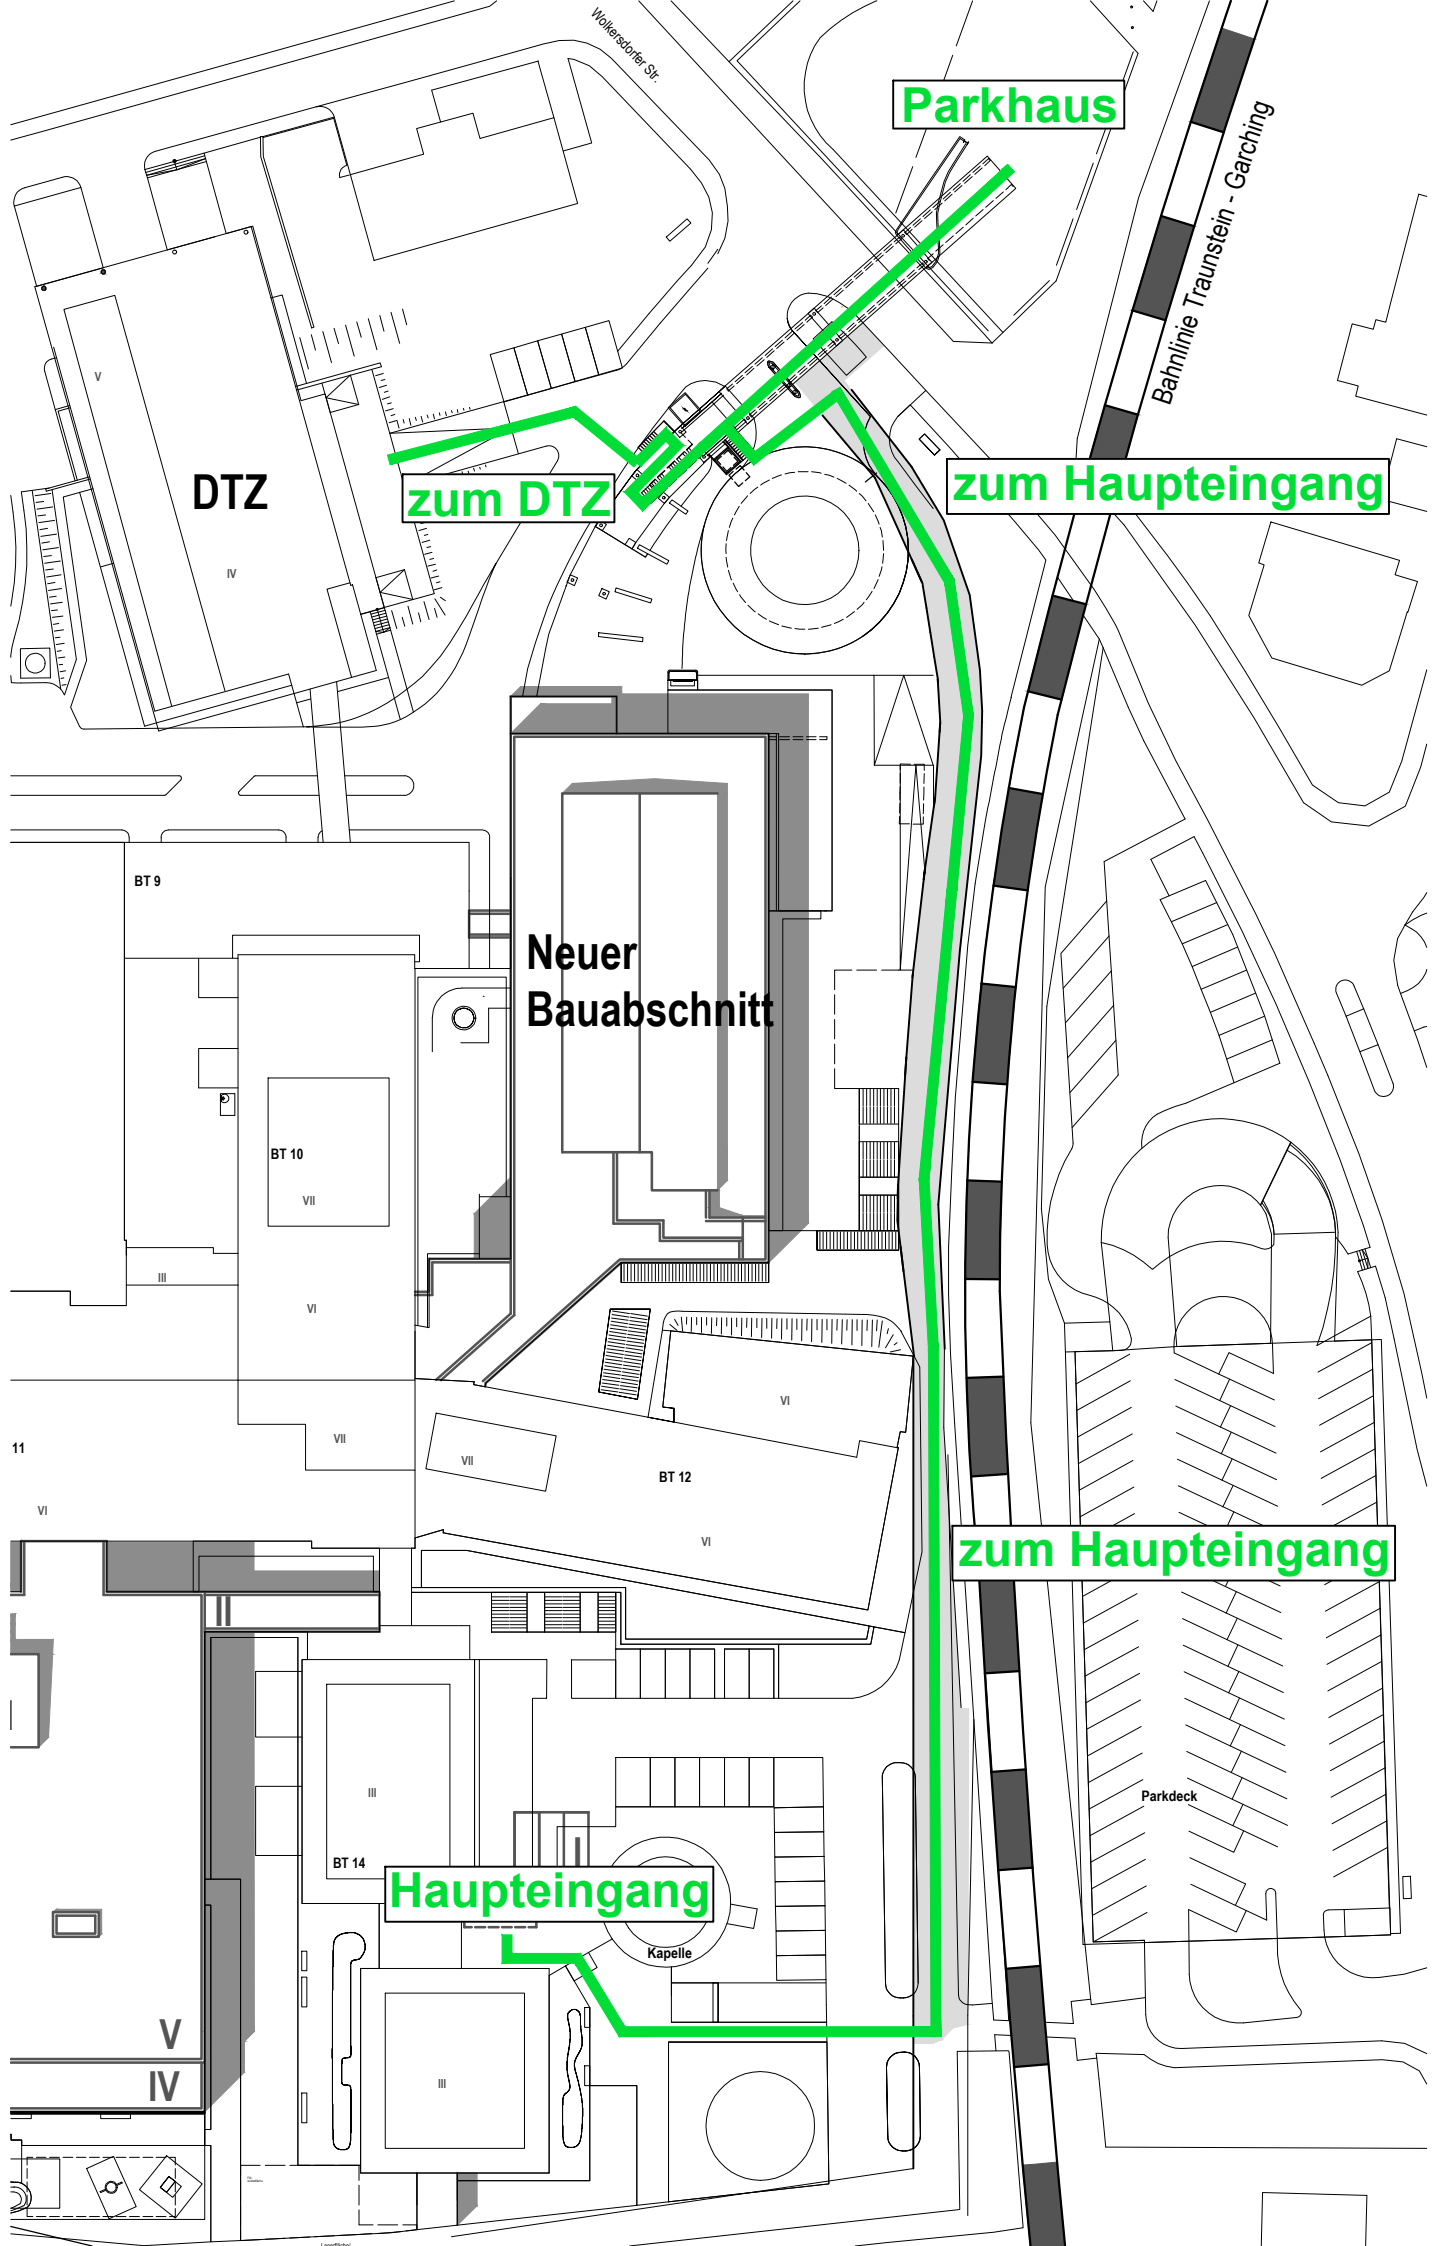 Wolkersdorfer Str.
Parkhaus
Bahnlinie Traunstein - Garching
V
DTZ
zum DTZ
zum Haupteingang
IV
BT 9
Neuer
Bauabschnitt
BT 10
VII
III
VI
VI
VII
11
VII
BT 12
VI
VI
zum Haupteingang
III
Parkdeck
BT 14
Haupteingang
Kapelle
V
IV
III